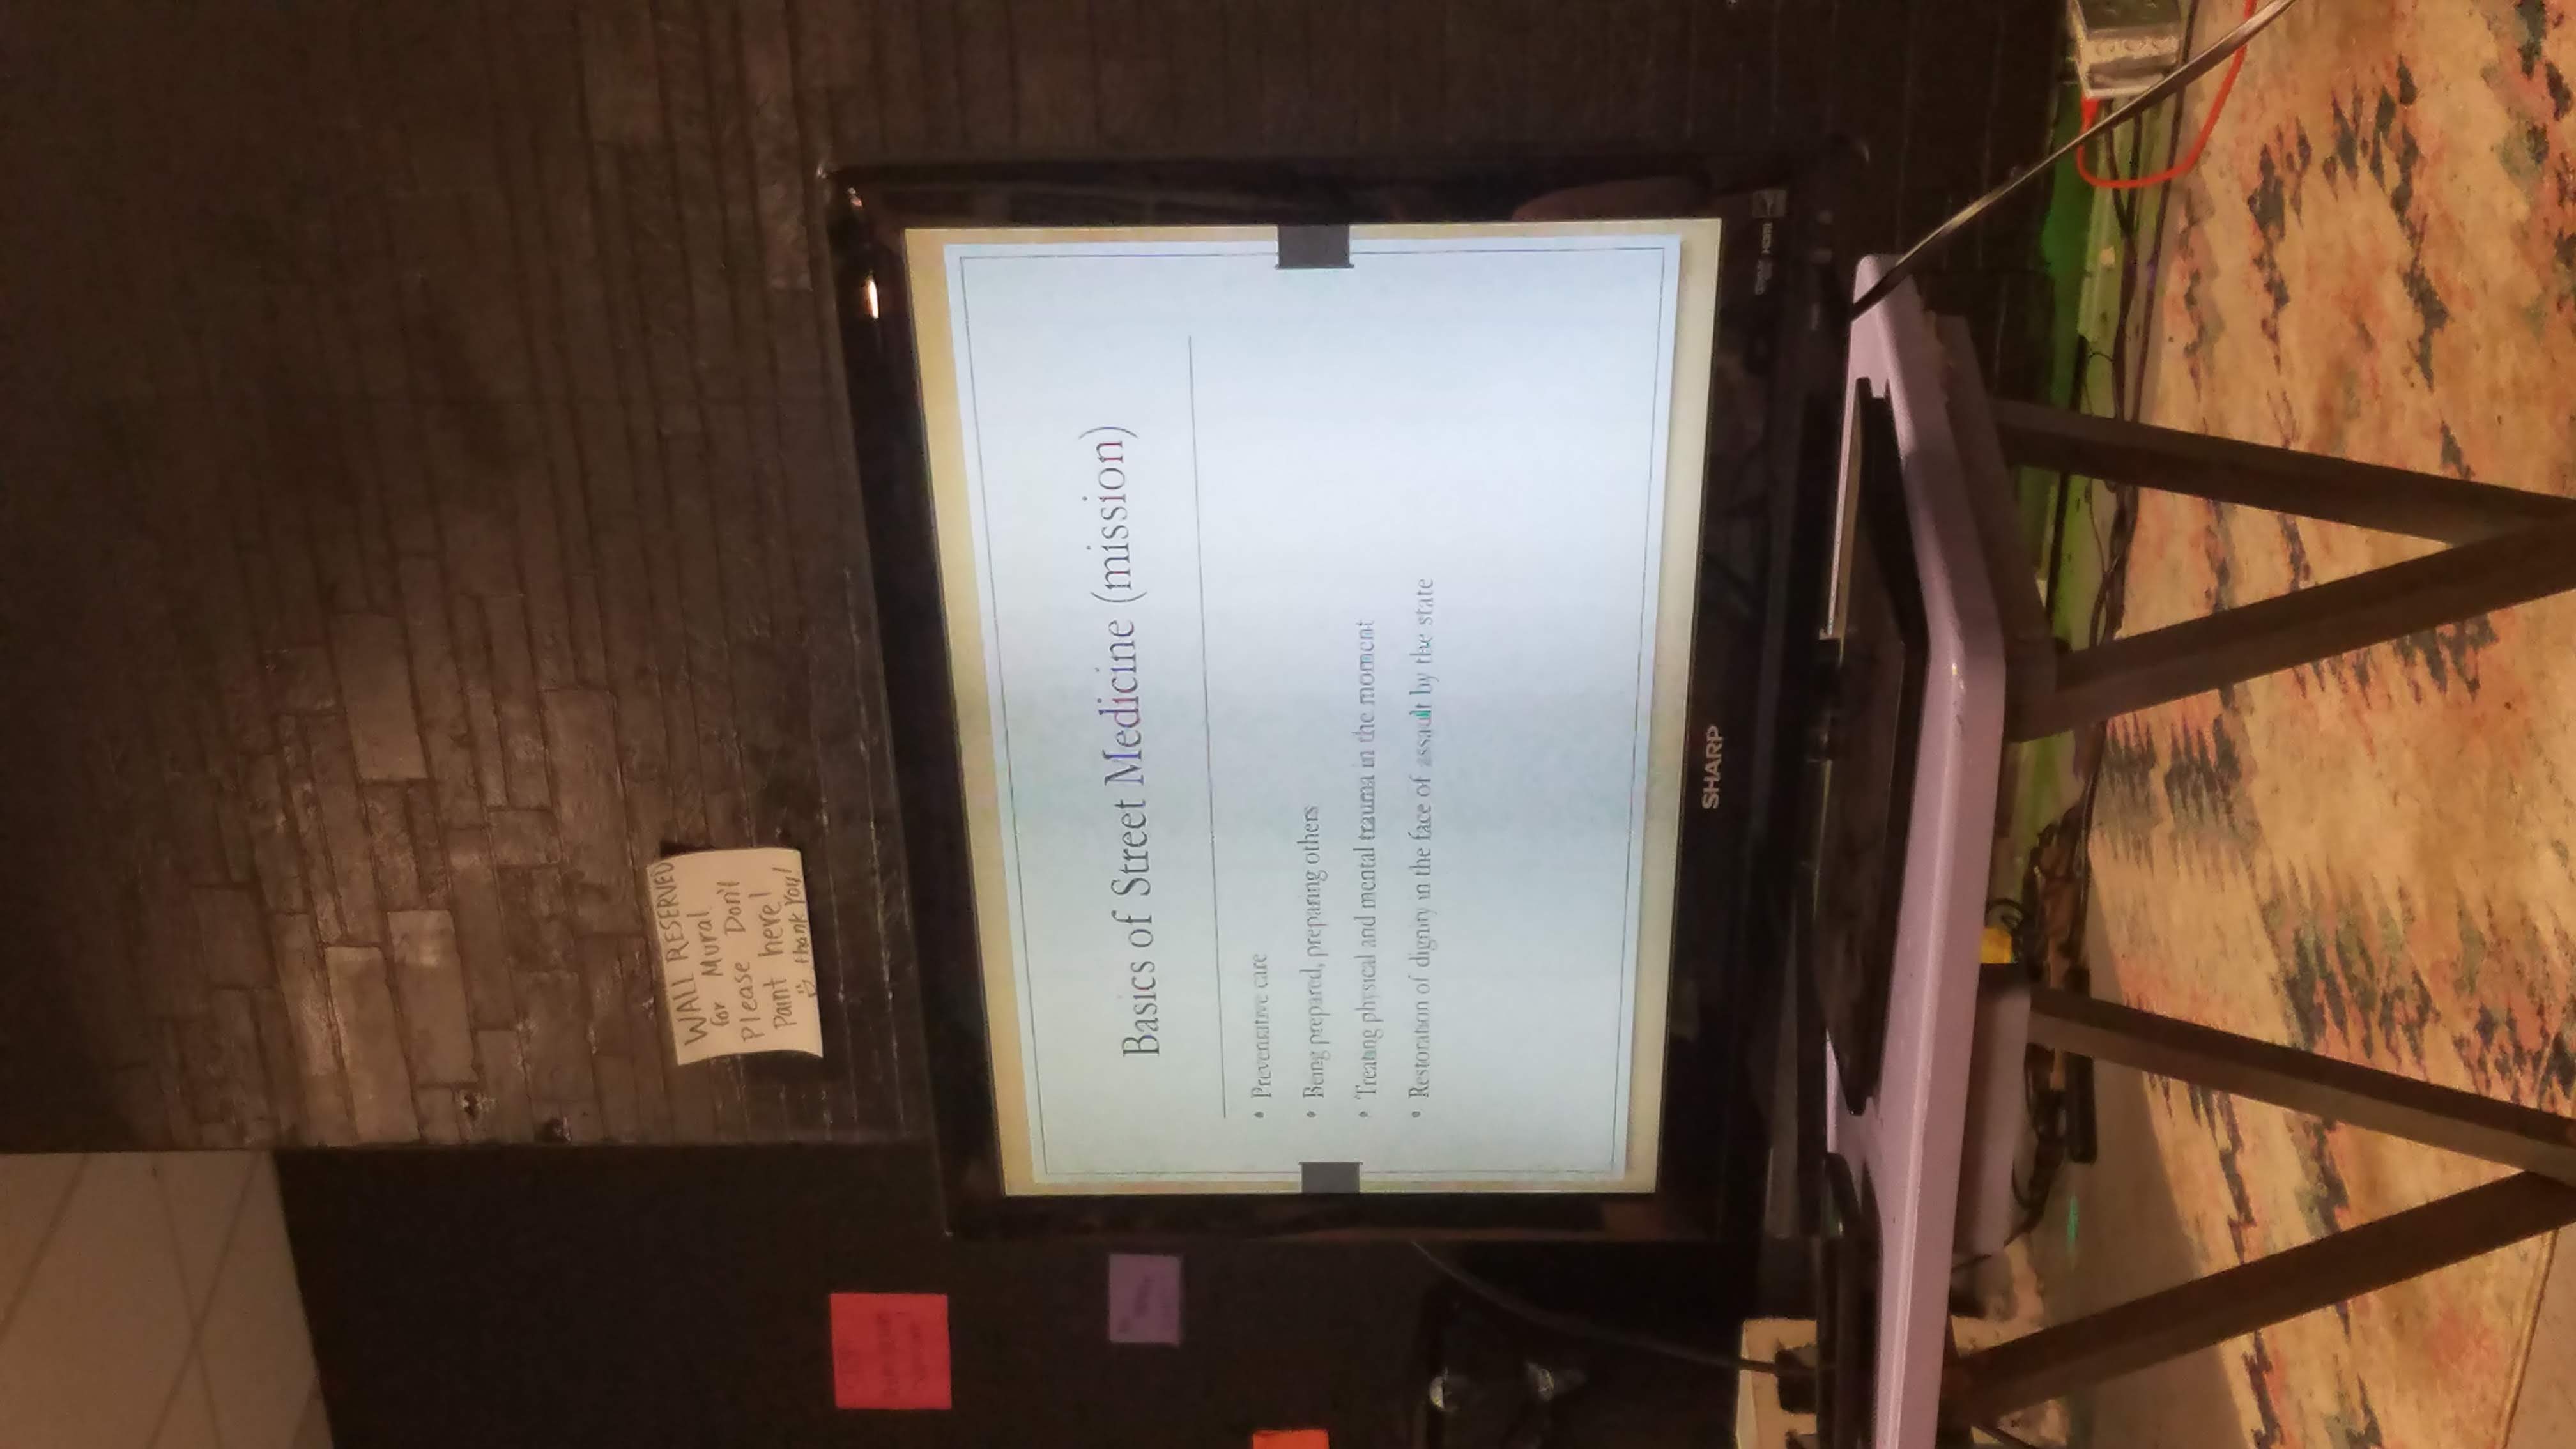 WALL RESERVED
for Mural
Please Don't
Paint here!
thank You!
Basics of Street Medicine (mission)
• Preventative care
• Being prepared, preparing others
• Treating physical and mental trauma in the moment
• Restoration of dignity in the face of assault by the state
SHARP
HDMI